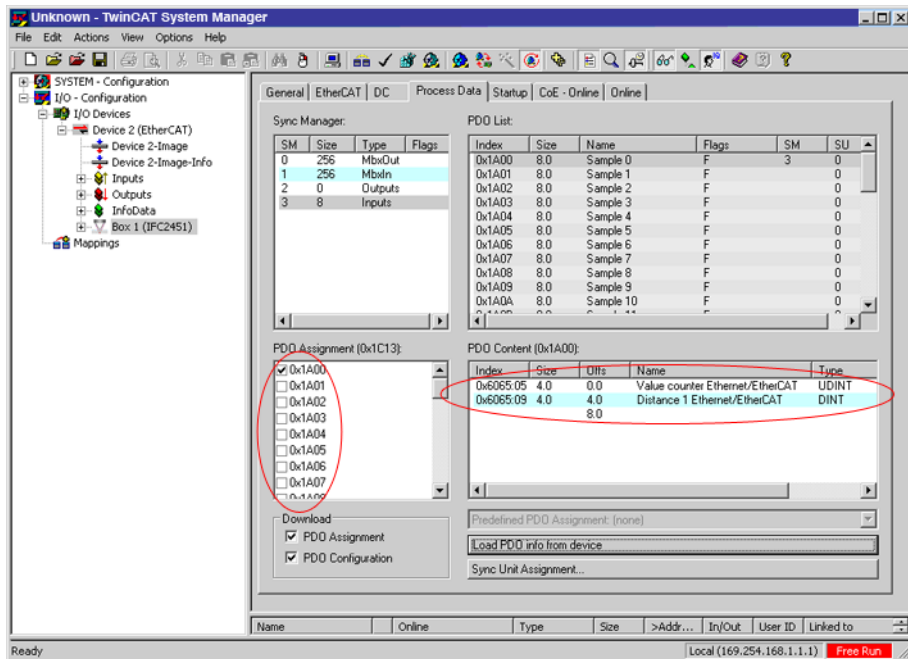 Unknown - TwinCAT System Manager
File Edit Actions View Options Help
SYSTEM - Configuration
I/O - Configuration
I/O Devices
Device 2 (EtherCAT)
Device 2-Image
Device 2-Image-Info
Inputs
Outputs
InfoData
Box 1 (IFC2451)
Mappings
General EtherCAT DC Process Data Startup CoE - Online Online
Sync Manager:
SM Size Type Flags
0 256 MbxOut
1 256 MbxIn
2 0 Outputs
3 8 Inputs
PDO List:
Index Size Name Flags SM SU
0x1A00 8.0 Sample 0 F 3 0
0x1A01 8.0 Sample 1 F 0
0x1A02 8.0 Sample 2 F 0
0x1A03 8.0 Sample 3 F 0
0x1A04 8.0 Sample 4 F 0
0x1A05 8.0 Sample 5 F 0
0x1A06 8.0 Sample 6 F 0
0x1A07 8.0 Sample 7 F 0
0x1A08 8.0 Sample 8 F 0
0x1A09 8.0 Sample 9 F 0
0x1A0A 8.0 Sample 10 F 0
PDO Assignment (0x1C13):
0x1A00
0x1A01
0x1A02
0x1A03
0x1A04
0x1A05
0x1A06
0x1A07
PDO Content (0x1A00):
Index Size Offs Name Type
0x6065:05 4.0 0.0 Value counter Ethernet/EtherCAT UDINT
0x6065:09 4.0 4.0 Distance 1 Ethernet/EtherCAT DINT
8.0
Download
PDO Assignment
PDO Configuration
Predefined PDO Assignment: (none)
Load PDO info from device
Sync Unit Assignment...
Name Online Type Size >Addr... In/Out User ID Linked to
Ready Local (169.254.168.1.1.1) Free Run